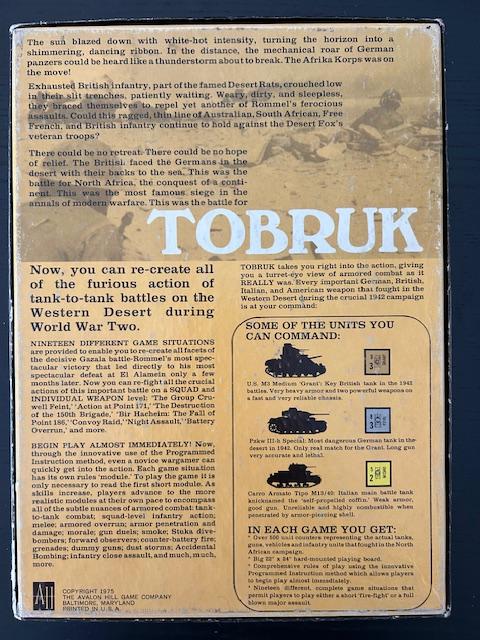 The sun blazed down with white-hot intensity, turning the horizon into a
shimmering, dancing ribbon. In the distance, the mechanical roar of German
panzers could be heard like a thunderstorm about to break. The Afrika Korps was on
the move!
Exhausted British infantry, part of the famed Desert Rats, crouched low
in their slit trenches, patiently waiting. Weary, dirty, and sleepless,
they braced themselves to repel yet another of Rommel's ferocious
assaults. Could this ragged, thin line of Australian, South African, Free
French, and British infantry continue to hold against the Desert Fox's
veteran troops?
There could be no retreat. There could be no hope
of relief. The British faced the Germans in the
desert with their backs to the sea. This was the
battle for North Africa, the conquest of a conti-
nent. This was the most famous siege in the
annals of modern warfare. This was the battle for
TOBRUK
Now, you can re-create all
of the furious action of
tank-to-tank battles on the
Western Desert during
World War Two.
NINETEEN DIFFERENT GAME SITUATIONS
are provided to enable you to re-create all facets of
the decisive Gazala battle-Rommel's most spec-
tacular victory that led directly to his most
spectacular defeat at El Alamein only a few
months later. Now you can re-fight all the crucial
actions of this important battle on a SQUAD and
INDIVIDUAL WEAPON level: 'The Group Cru-
well Feint,' 'Action at Point 171,' 'The Destruction
of the 150th Brigade,' 'Bir Hacheim: The Fall of
Point 186,' 'Convoy Raid,' 'Night Assault,' 'Battery
Overrun,' and more.
BEGIN PLAY ALMOST IMMEDIATELY! Now,
through the innovative use of the Programmed
Instruction method, even a novice wargamer can
quickly get into the action. Each game situation
has its own rules 'module.' To play the game it is
only necessary to read the first short module. As
skills increase, players advance to the more
realistic modules at their own pace to encompass
all of the subtle nuances of armored combat: tank-
to-tank combat; squad-level infantry action;
melee; armored overrun; armor penetration and
damage; morale; gun duels; smoke; Stuka dive-
bombers; forward observers; counter-battery fire;
grenades; dummy guns; dust storms; Accidental
Bombing; infantry close assault, and much, much,
more.
AH
COPYRIGHT 1975
THE AVALON HILL GAME COMPANY
BALTIMORE, MARYLAND
PRINTED IN U.S.A.
TOBRUK takes you right into the action, giving
you a turret-eye view of armored combat as it
REALLY was. Every important German, British,
Italian, and American weapon that fought in the
Western Desert during the crucial 1942 campaign
is at your command:
SOME OF THE UNITS YOU
CAN COMMAND:
U.S. M3 Medium 'Grant': Key British tank in the 1942
battles. Very heavy armor and two powerful weapons on
a fast and very reliable chassis.
Pzkw III-h Special: Most dangerous German tank in the
desert in 1942. Only real match for the Grant. Long gun
very accurate and lethal.
Carro Armato Tipo M13/40: Italian main battle tank
nicknamed the 'self-propelled coffin.' Weak armor,
good gun. Unreliable and highly combustible when
penetrated by armor-piercing shell.
IN EACH GAME YOU GET:
* Over 500 unit counters representing the actual tanks,
guns, vehicles and infantry units that fought in the North
African campaign.
* Big 22" x 24" hard-mounted playing board.
* Comprehensive rules of play using the innovative
Programmed Instruction method which allows players
to begin play almost immediately.
* Nineteen different, complete game situations that
permit players to play either a short 'fire-fight' or a full
blown major assault.